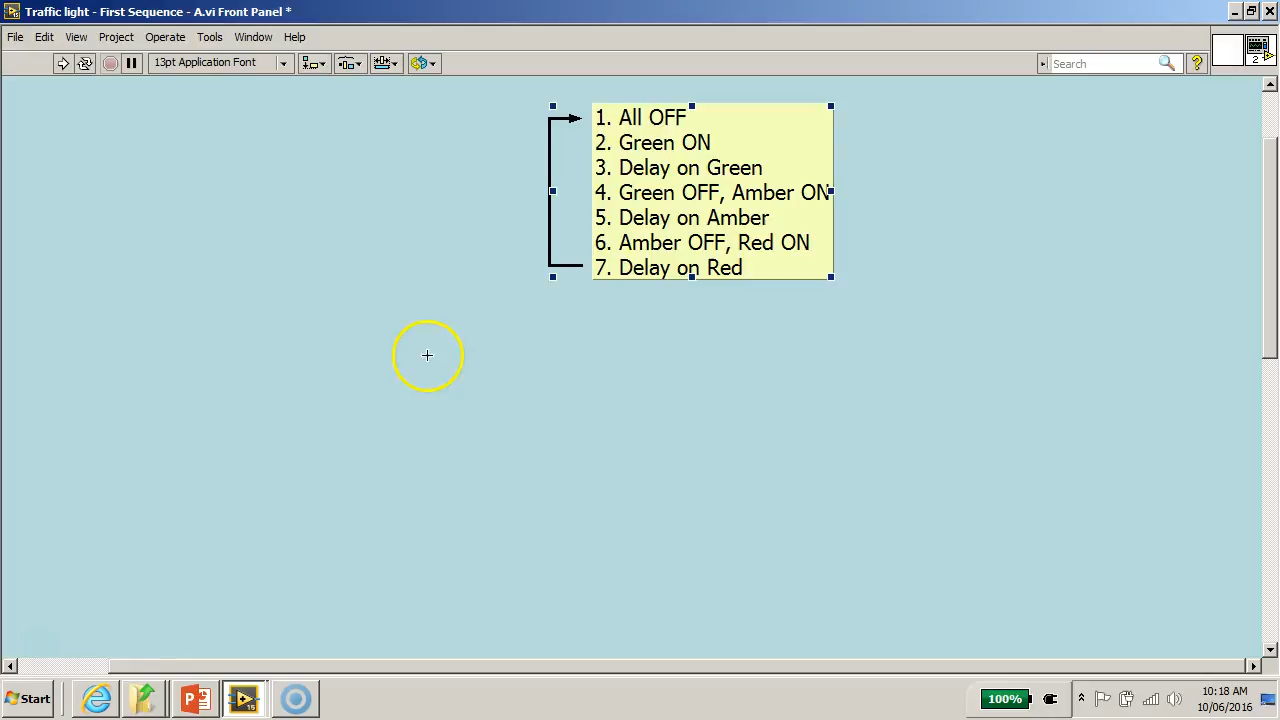 Traffic light - First Sequence - A.vi Front Panel *
File Edit View Project Operate Tools Window Help
13pt Application Font
Search
?
2
1. All OFF
2. Green ON
3. Delay on Green
4. Green OFF, Amber ON
5. Delay on Amber
6. Amber OFF, Red ON
7. Delay on Red
Start
100%
10:18 AM
10/06/2016